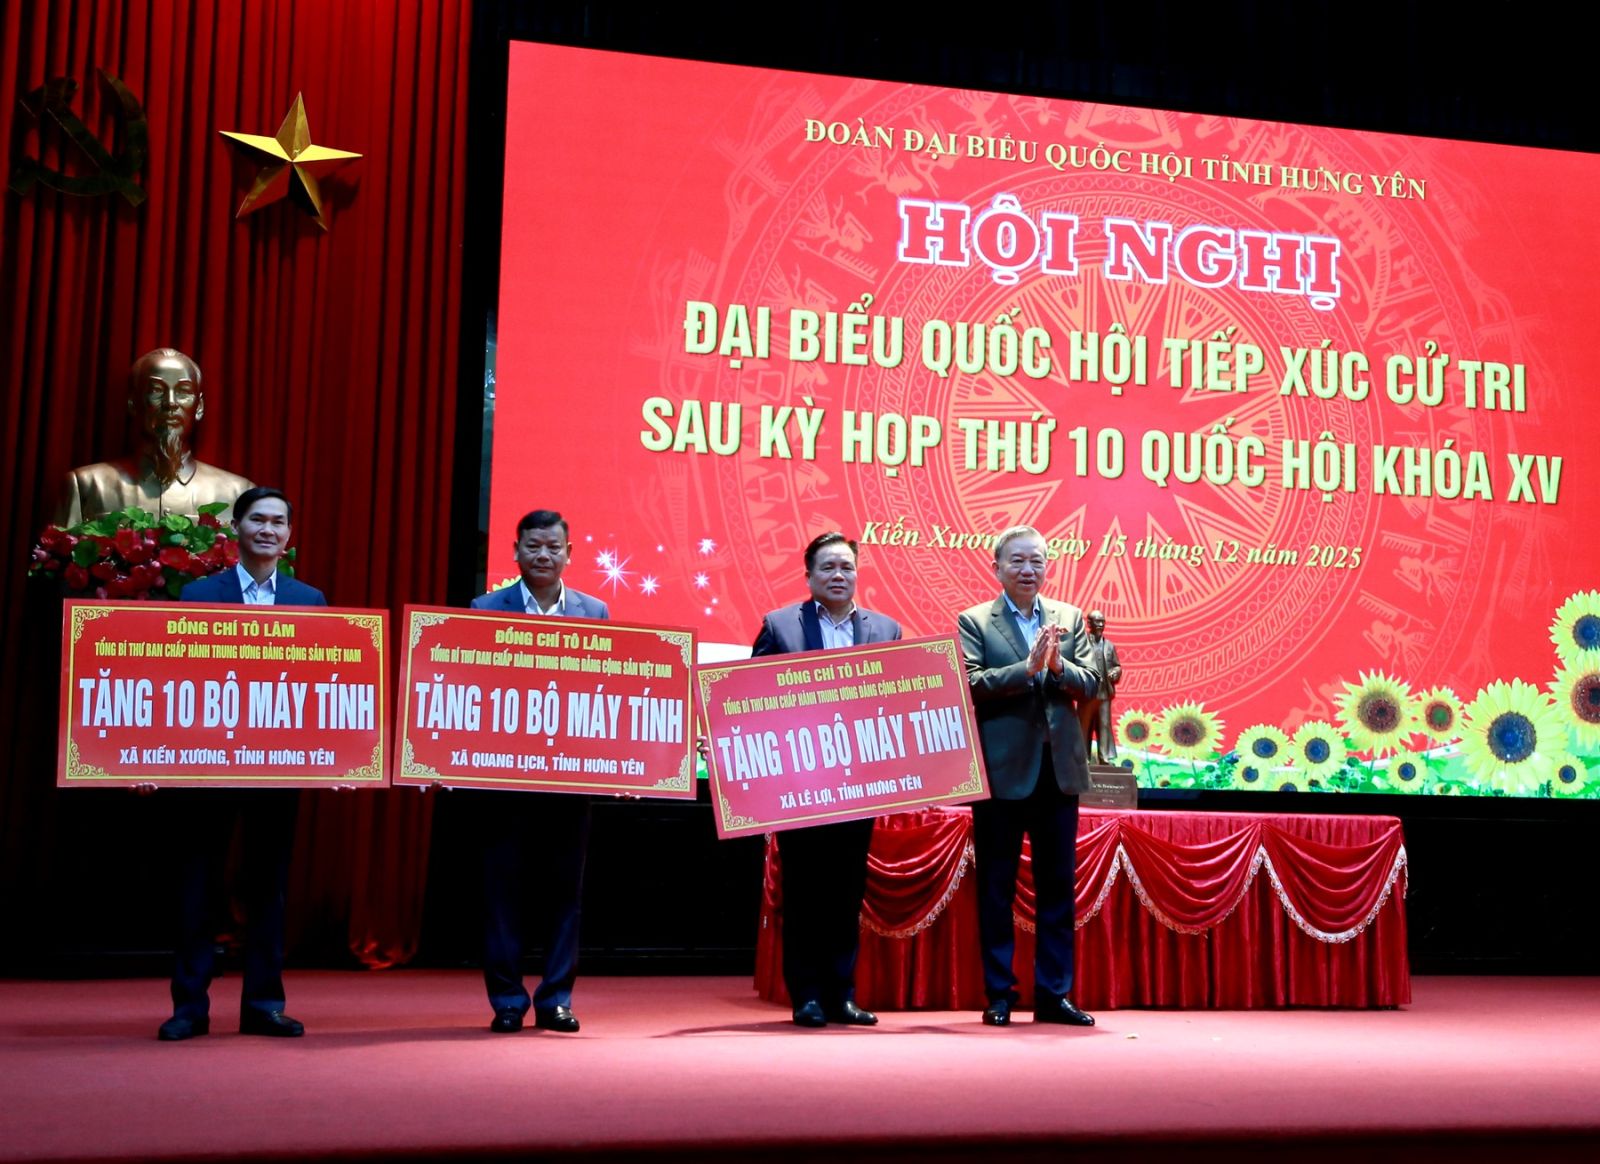 ĐOÀN ĐẠI BIỂU QUỐC HỘI TỈNH HƯNG YÊN
HỘI NGHỊ
ĐẠI BIỂU QUỐC HỘI TIẾP XÚC CỬ TRI
SAU KỲ HỌP THỨ 10 QUỐC HỘI KHÓA XV
Kiến Xươn gày 15 tháng 12 năm 2025
ĐỒNG CHÍ TÔ LÂM
TỔNG BÍ THƯ BAN CHẤP HÀNH TRUNG ƯƠNG ĐẢNG CỘNG SẢN VIỆT NAM
TẶNG 10 BỘ MÁY TÍNH
XÃ KIẾN XƯƠNG, TỈNH HƯNG YÊN
ĐỒNG CHÍ TÔ LÂM
TỔNG BÍ THƯ BAN CHẤP HÀNH TRUNG ƯƠNG ĐẢNG CỘNG SẢN VIỆT NAM
TẶNG 10 BỘ MÁY TÍNH
XÃ QUANG LỊCH, TỈNH HƯNG YÊN
ĐỒNG CHÍ TÔ LÂM
TỔNG BÍ THƯ BAN CHẤP HÀNH TRUNG ƯƠNG ĐẢNG CỘNG SẢN VIỆT NAM
TẶNG 10 BỘ MÁY TÍNH
XÃ LÊ LỢI, TỈNH HƯNG YÊN